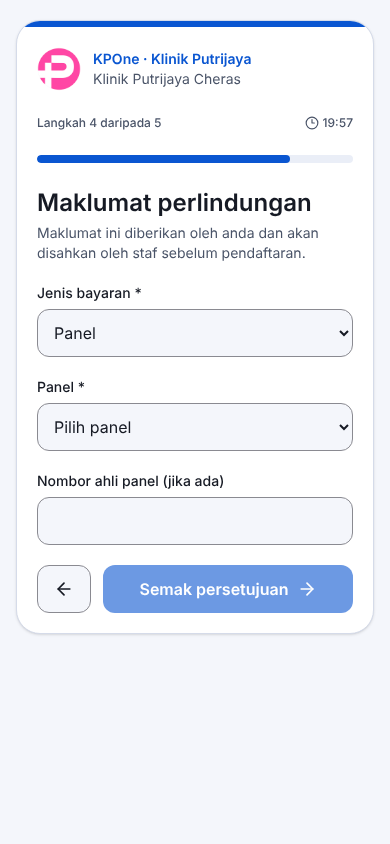 KPOne · Klinik Putrijaya
Klinik Putrijaya Cheras
Langkah 4 daripada 5
19:57
Maklumat perlindungan
Maklumat ini diberikan oleh anda dan akan
disahkan oleh staf sebelum pendaftaran.
Jenis bayaran *
Panel
Panel *
Pilih panel
Nombor ahli panel (jika ada)
Semak persetujuan